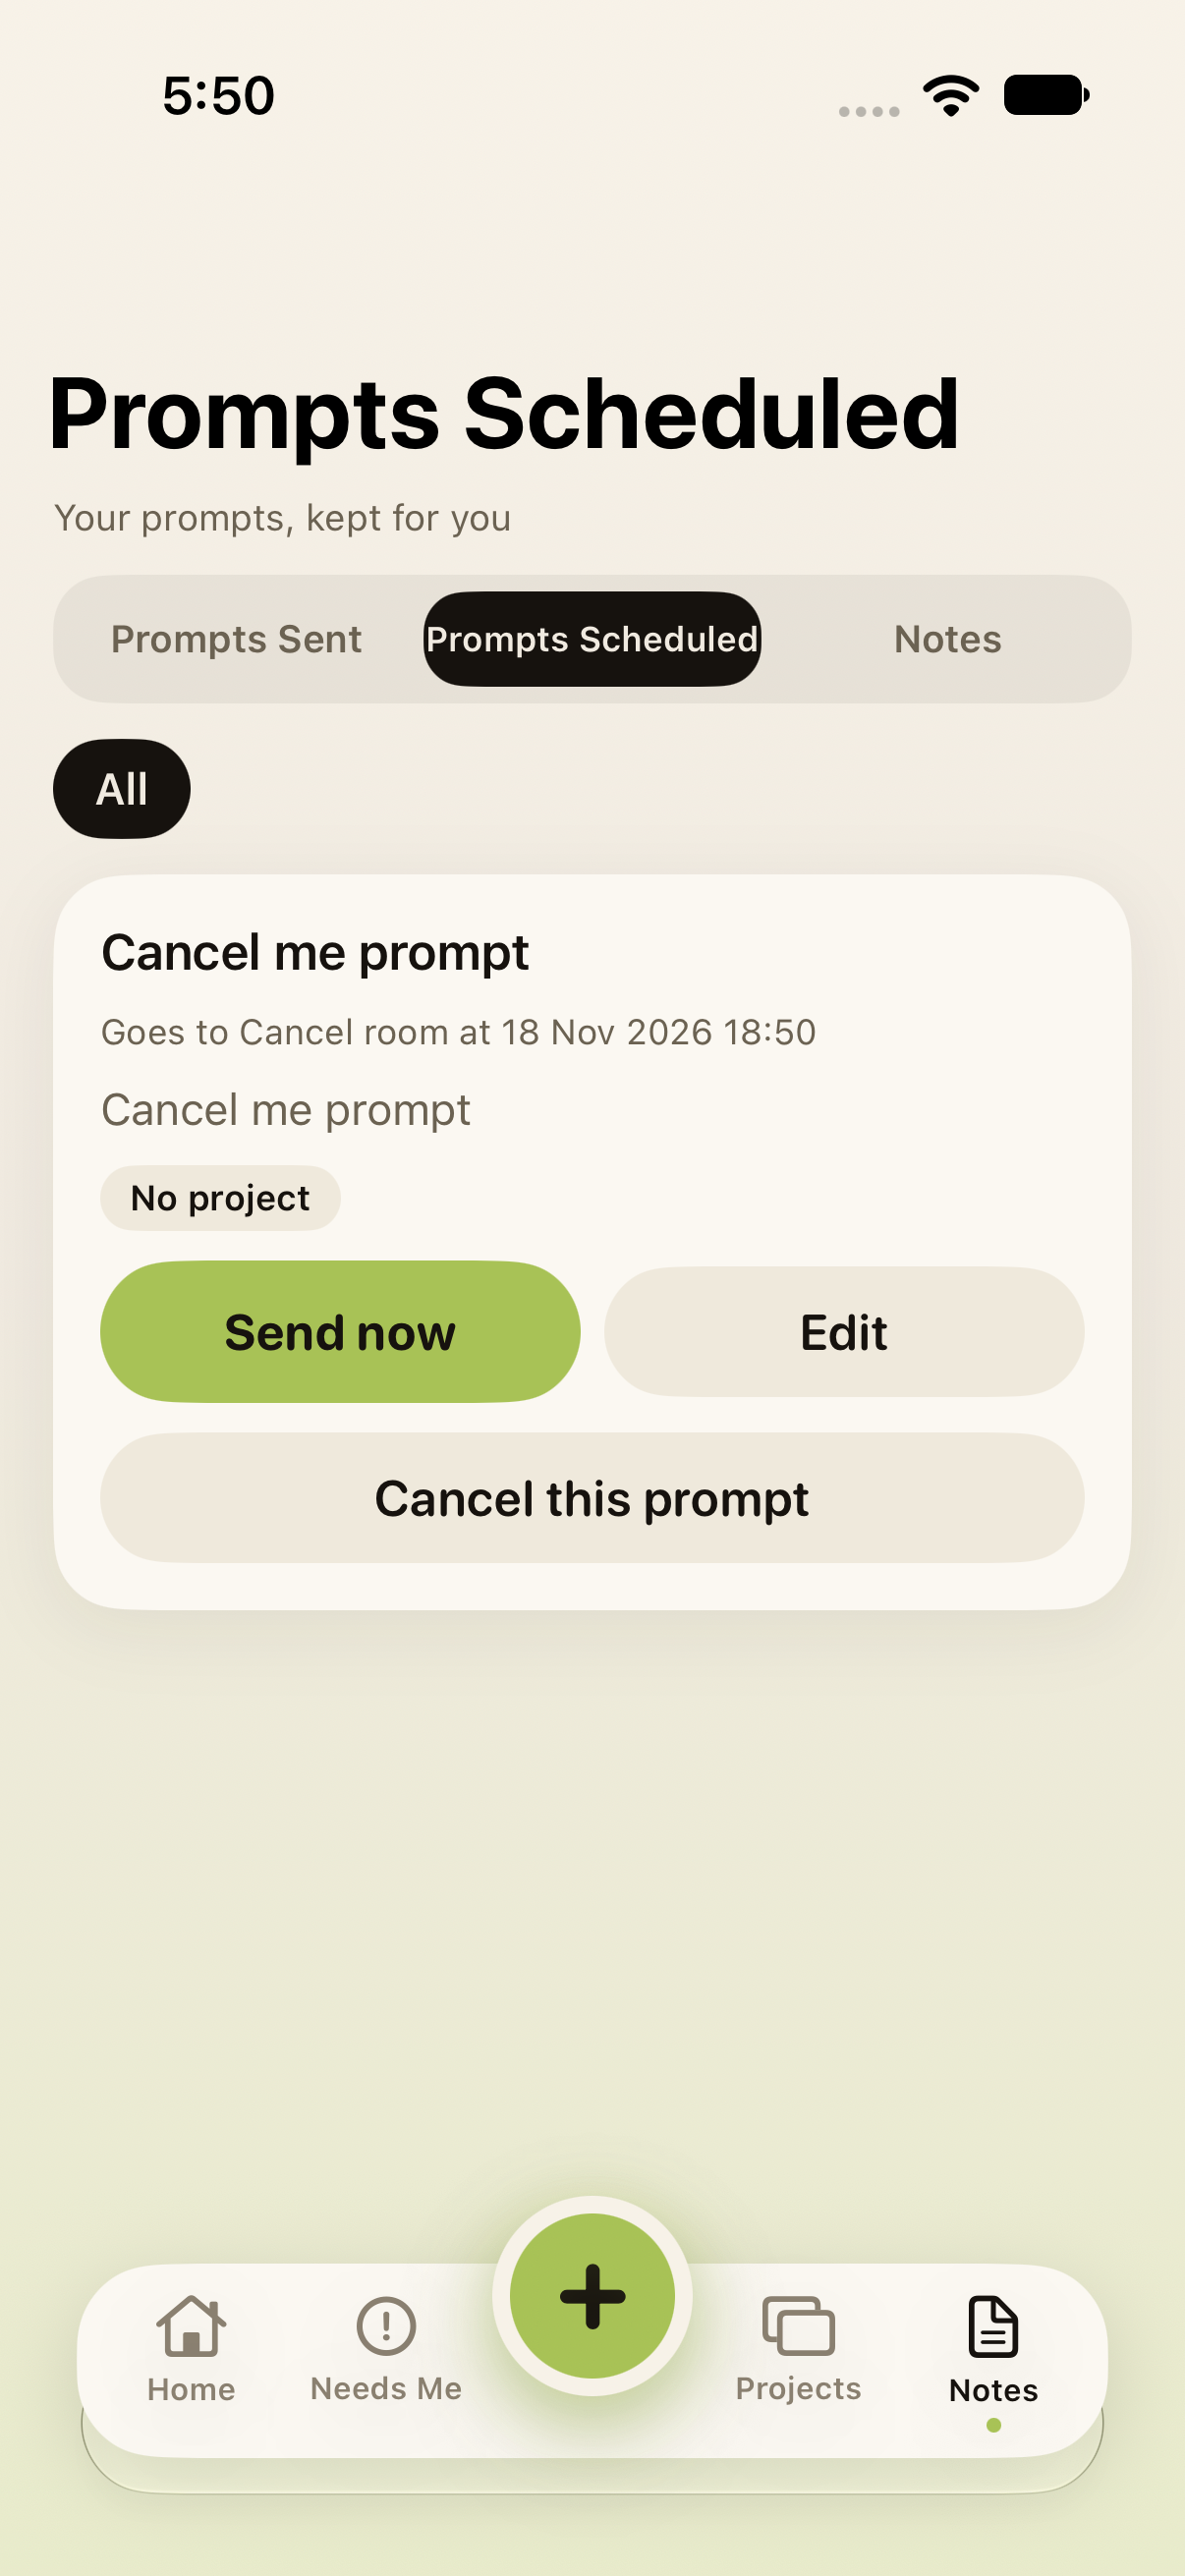 5:50
Prompts Scheduled
Your prompts, kept for you
Prompts Sent
Prompts Scheduled
Notes
All
Cancel me prompt
Goes to Cancel room at 18 Nov 2026 18:50
Cancel me prompt
No project
Send now
Edit
Cancel this prompt
Home
Needs Me
Projects
Notes